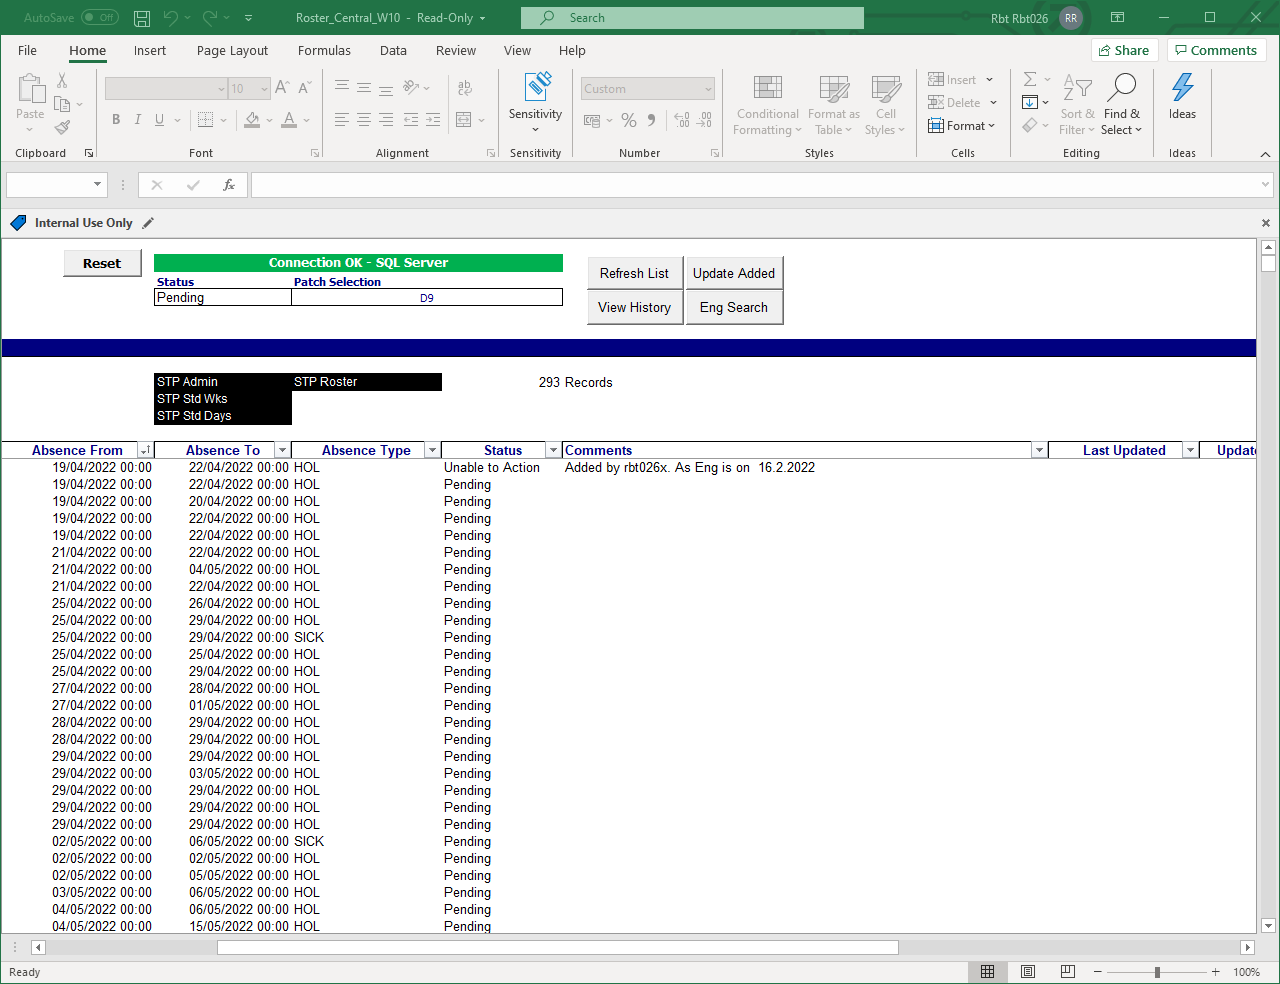 AutoSave Off Roster_Central_W10 - Read-Only Search Rbt Rbt026 RR
File Home Insert Page Layout Formulas Data Review View Help Share Comments
Paste
B I U
10
ab
Sensitivity
Custom
Conditional Formatting
Format as Table
Cell Styles
Insert
Delete
Format
Sort & Filter
Find & Select
Ideas
Clipboard Font Alignment Sensitivity Number Styles Cells Editing Ideas
fx
Internal Use Only
Reset
Connection OK - SQL Server
Status Patch Selection
Pending D9
Refresh List Update Added
View History Eng Search
STP Admin STP Roster 293 Records
STP Std Wks
STP Std Days
Absence From Absence To Absence Type Status Comments Last Updated Update
19/04/2022 00:00 22/04/2022 00:00 HOL Unable to Action Added by rbt026x. As Eng is on 16.2.2022
19/04/2022 00:00 22/04/2022 00:00 HOL Pending
19/04/2022 00:00 20/04/2022 00:00 HOL Pending
19/04/2022 00:00 22/04/2022 00:00 HOL Pending
19/04/2022 00:00 22/04/2022 00:00 HOL Pending
21/04/2022 00:00 22/04/2022 00:00 HOL Pending
21/04/2022 00:00 04/05/2022 00:00 HOL Pending
21/04/2022 00:00 22/04/2022 00:00 HOL Pending
25/04/2022 00:00 26/04/2022 00:00 HOL Pending
25/04/2022 00:00 29/04/2022 00:00 HOL Pending
25/04/2022 00:00 29/04/2022 00:00 SICK Pending
25/04/2022 00:00 25/04/2022 00:00 HOL Pending
25/04/2022 00:00 29/04/2022 00:00 HOL Pending
27/04/2022 00:00 28/04/2022 00:00 HOL Pending
27/04/2022 00:00 01/05/2022 00:00 HOL Pending
28/04/2022 00:00 29/04/2022 00:00 HOL Pending
28/04/2022 00:00 29/04/2022 00:00 HOL Pending
29/04/2022 00:00 29/04/2022 00:00 HOL Pending
29/04/2022 00:00 03/05/2022 00:00 HOL Pending
29/04/2022 00:00 29/04/2022 00:00 HOL Pending
29/04/2022 00:00 29/04/2022 00:00 HOL Pending
29/04/2022 00:00 29/04/2022 00:00 HOL Pending
02/05/2022 00:00 06/05/2022 00:00 SICK Pending
02/05/2022 00:00 02/05/2022 00:00 HOL Pending
02/05/2022 00:00 05/05/2022 00:00 HOL Pending
03/05/2022 00:00 06/05/2022 00:00 HOL Pending
04/05/2022 00:00 06/05/2022 00:00 HOL Pending
04/05/2022 00:00 15/05/2022 00:00 HOL Pending
Ready 100%